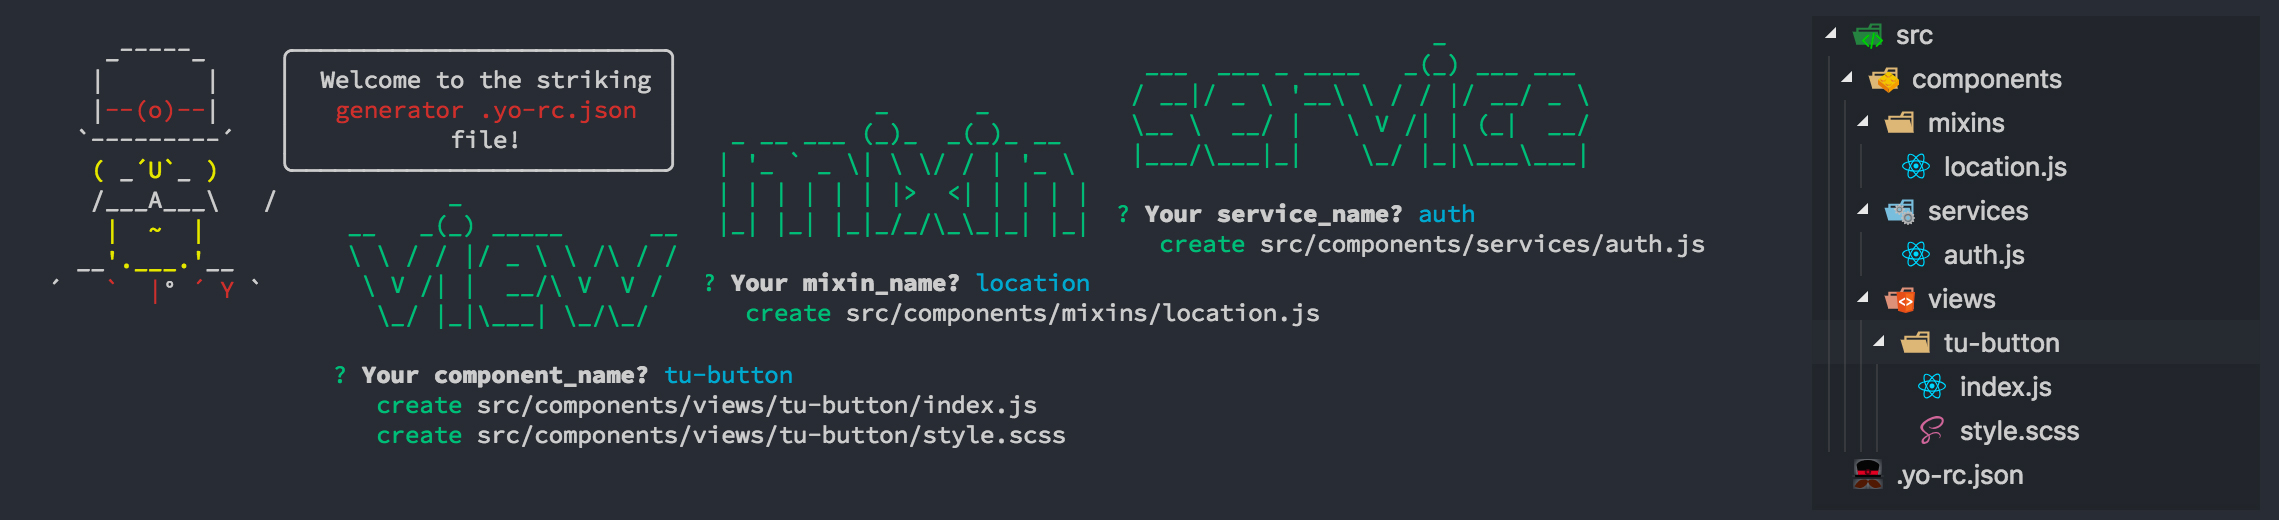 Welcome to the striking
generator .yo-rc.json
file!
view
? Your component_name? tu-button
create src/components/views/tu-button/index.js
create src/components/views/tu-button/style.scss
mixin
? Your mixin_name? location
create src/components/mixins/location.js
service
? Your service_name? auth
create src/components/services/auth.js
src
components
mixins
location.js
services
auth.js
views
tu-button
index.js
style.scss
.yo-rc.json